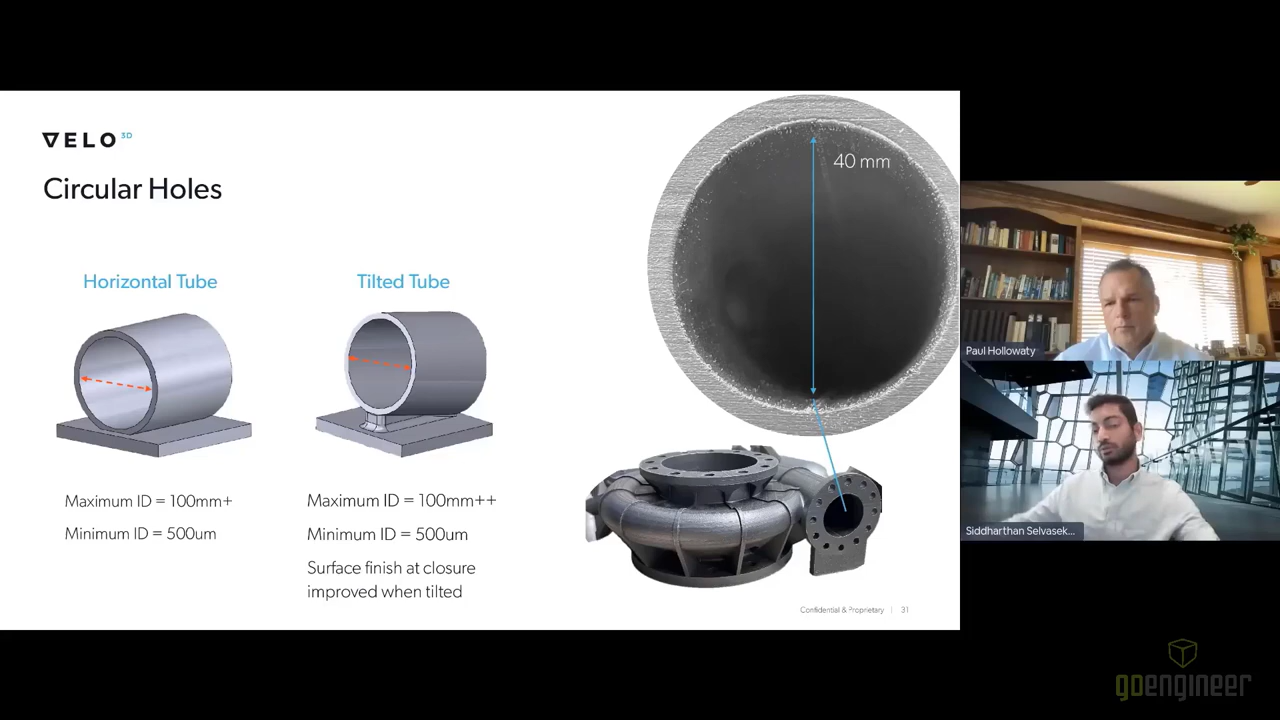 VELO 3D
Circular Holes
Horizontal Tube
Maximum ID = 100mm+
Minimum ID = 500um
Tilted Tube
Maximum ID = 100mm++
Minimum ID = 500um
Surface finish at closure
improved when tilted
40 mm
Confidential & Proprietary | 31
Paul Hollowaty
Siddharthan Selvasek...
goengineer